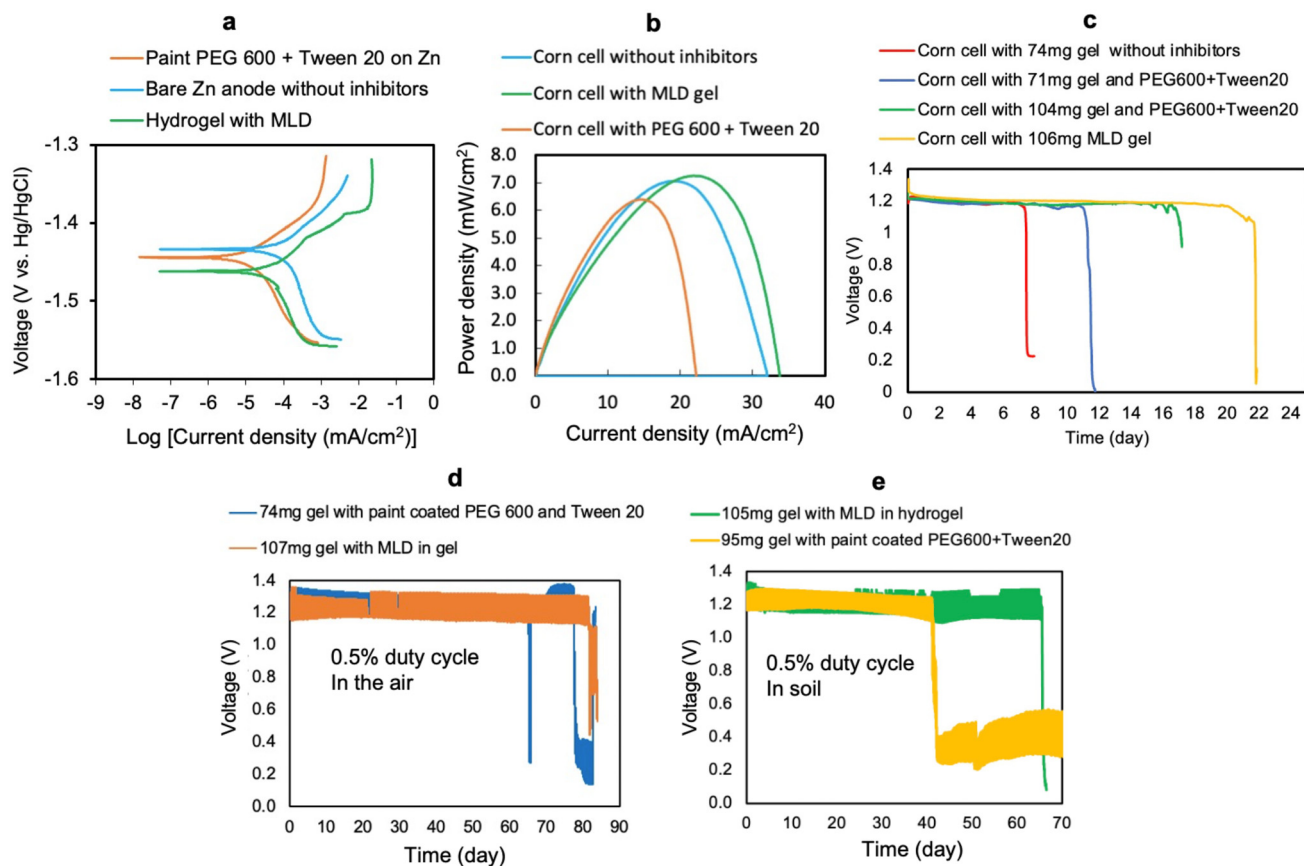 a
Paint PEG 600 + Tween 20 on Zn
Bare Zn anode without inhibitors
Hydrogel with MLD
Voltage (V vs. Hg/HgCl)
-1.3
-1.4
-1.5
-1.6
-9 -8 -7 -6 -5 -4 -3 -2 -1 0
Log [Current density (mA/cm²)]
b
Corn cell without inhibitors
Corn cell with MLD gel
Corn cell with PEG 600 + Tween 20
Power density (mW/cm²)
8.0
7.0
6.0
5.0
4.0
3.0
2.0
1.0
0.0
0 10 20 30 40
Current density (mA/cm²)
c
Corn cell with 74mg gel without inhibitors
Corn cell with 71mg gel and PEG600+Tween20
Corn cell with 104mg gel and PEG600+Tween20
Corn cell with 106mg MLD gel
Voltage (V)
1.4
1.2
1
0.8
0.6
0.4
0.2
0
0 2 4 6 8 10 12 14 16 18 20 22 24
Time (day)
d
74mg gel with paint coated PEG 600 and Tween 20
107mg gel with MLD in gel
Voltage (V)
1.4
1.2
1.0
0.8
0.6
0.4
0.2
0.0
0.5% duty cycle
In the air
0 10 20 30 40 50 60 70 80 90
Time (day)
e
105mg gel with MLD in hydrogel
95mg gel with paint coated PEG600+Tween20
Voltage (V)
1.4
1.2
1.0
0.8
0.6
0.4
0.2
0.0
0.5% duty cycle
In soil
0 10 20 30 40 50 60 70
Time (day)